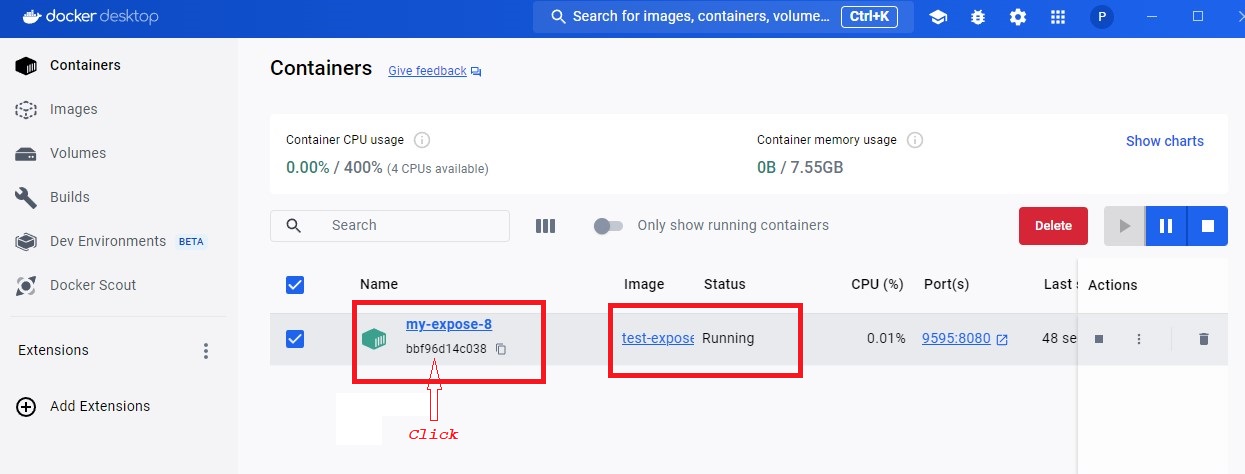 docker desktop
Search for images, containers, volume... Ctrl+K
P
Containers
Images
Volumes
Builds
Dev Environments BETA
Docker Scout
Extensions
Add Extensions
Containers Give feedback
Container CPU usage
0.00% / 400% (4 CPUs available)
Container memory usage
0B / 7.55GB
Show charts
Search
Only show running containers
Delete
Name Image Status CPU (%) Port(s) Last s Actions
my-expose-8
bbf96d14c038
test-expose Running 0.01% 9595:8080 48 se
Click